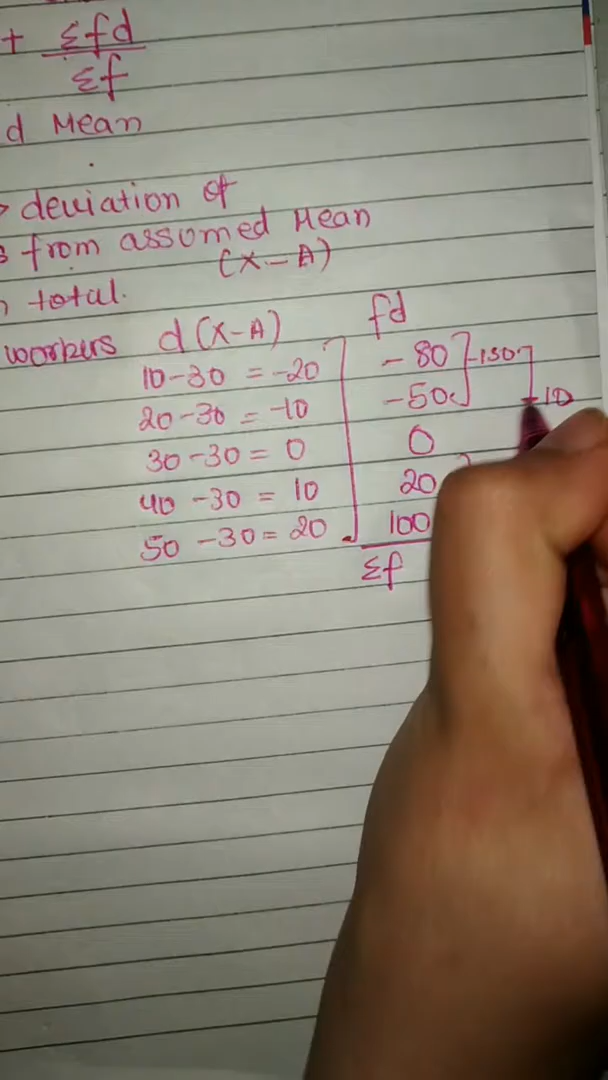 + Σfd
Σf
d Mean
> deviation of
s from assomed Mean
(X-A)
total.
workers d(X-A) fd
10-30 = -20 -80 -130
20-30 = -10 -50 -10
30-30 = 0 0
40-30 = 10 20
50-30 = 20 100
Σf